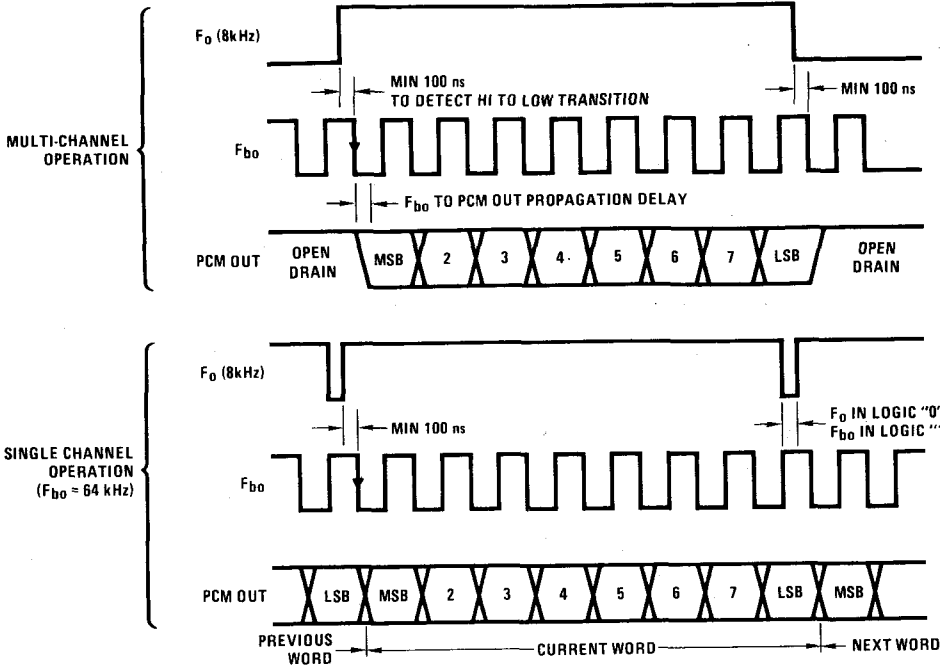 F₀ (8kHz)
MIN 100 ns
TO DETECT HI TO LOW TRANSITION
MIN 100 ns
MULTI-CHANNEL
OPERATION
Fbo
Fbo TO PCM OUT PROPAGATION DELAY
PCM OUT
OPEN
DRAIN
MSB 2 3 4 5 6 7 LSB
OPEN
DRAIN
F₀ (8kHz)
MIN 100 ns
F₀ IN LOGIC "0"
Fbo IN LOGIC "
SINGLE CHANNEL
OPERATION
(Fbo = 64 kHz)
Fbo
PCM OUT
LSB MSB 2 3 4 5 6 7 LSB MSB
PREVIOUS
WORD
CURRENT WORD
NEXT WORD